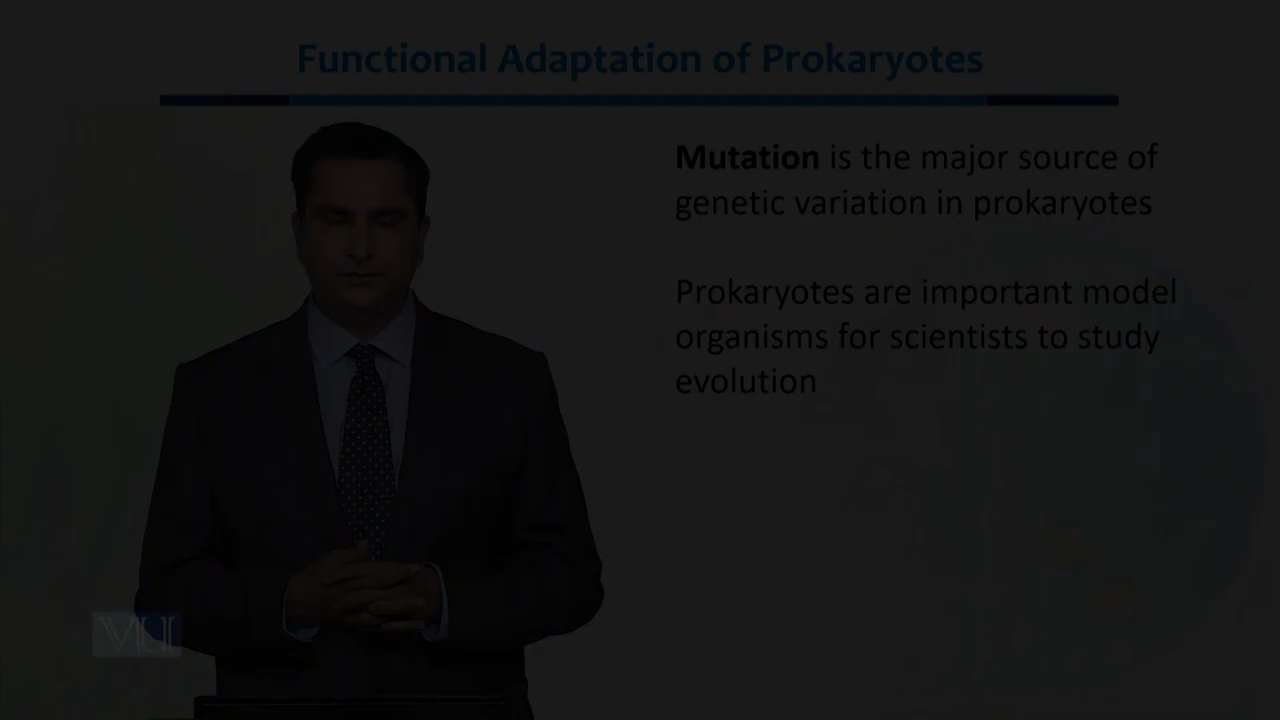 Functional Adaptation of Prokaryotes
Mutation is the major source of
genetic variation in prokaryotes
Prokaryotes are important model
organisms for scientists to study
evolution
VU